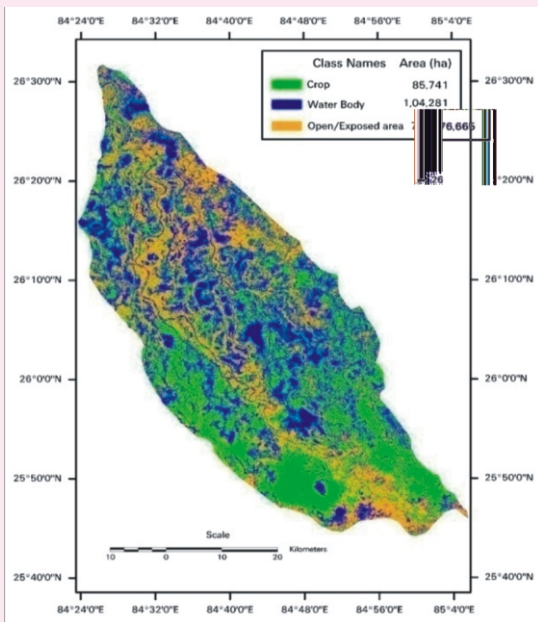 84°24'0"E 84°32'0"E 84°40'0"E 84°48'0"E 84°56'0"E 85°4'0"E
26°30'0"N 26°30'0"N
Class Names Area (ha)
Crop 85,741
Water Body 1,04,281
Open/Exposed area 76,665
26°20'0"N 20'0"N
26°10'0"N 26°10'0"N
26°0'0"N 26°0'0"N
25°50'0"N 25°50'0"N
Scale
10 0 10 20 Kilometers
25°40'0"N 25°40'0"N
84°24'0"E 84°32'0"E 84°40'0"E 84°48'0"E 84°56'0"E 85°4'0"E